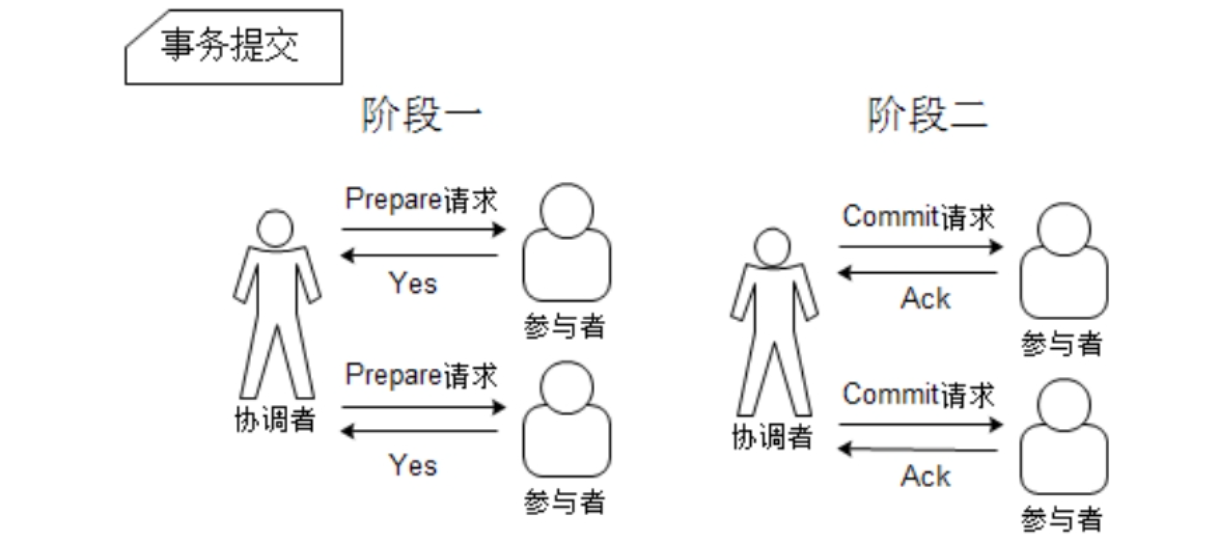 事务提交
阶段一
Prepare请求
Yes
参与者
Prepare请求
协调者
Yes
参与者
阶段二
Commit请求
Ack
参与者
Commit请求
协调者
Ack
参与者